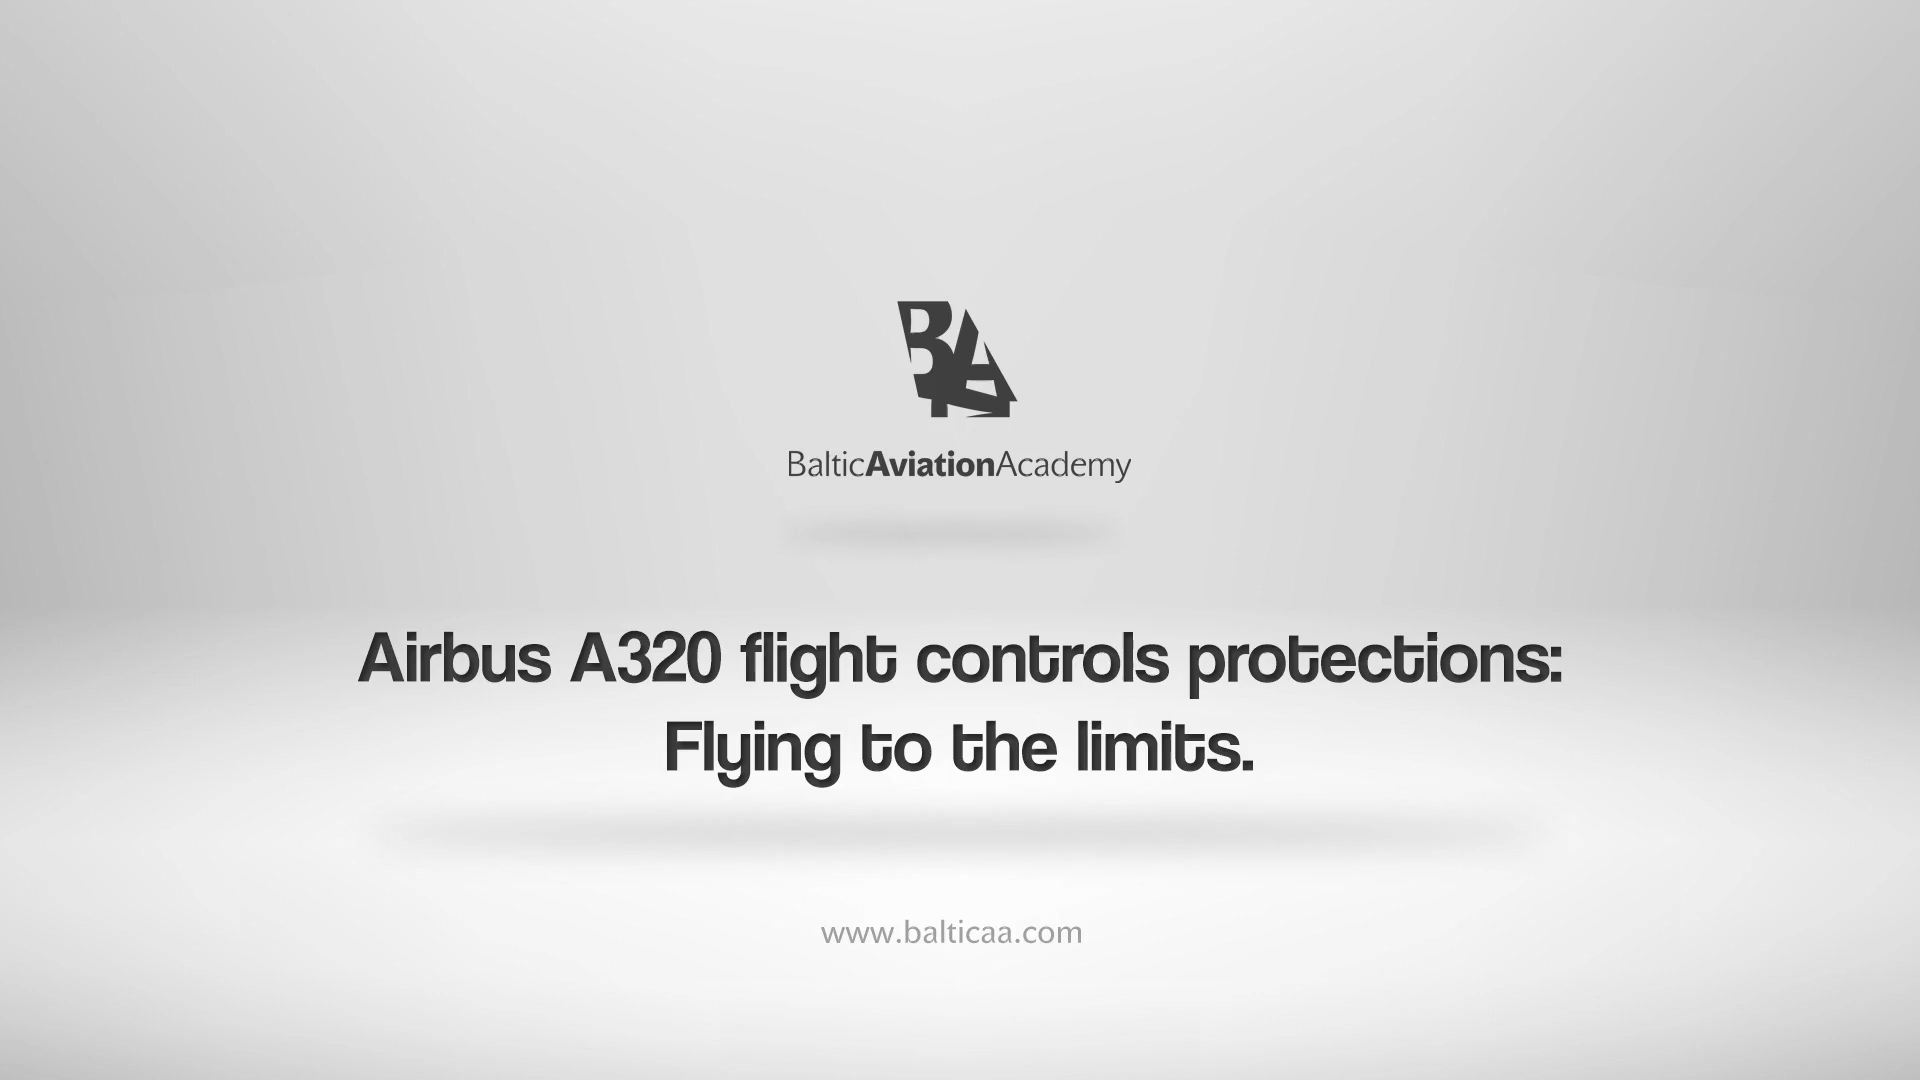 BA
BalticAviationAcademy
Airbus A320 flight controls protections:
Flying to the limits.
www.balticaa.com